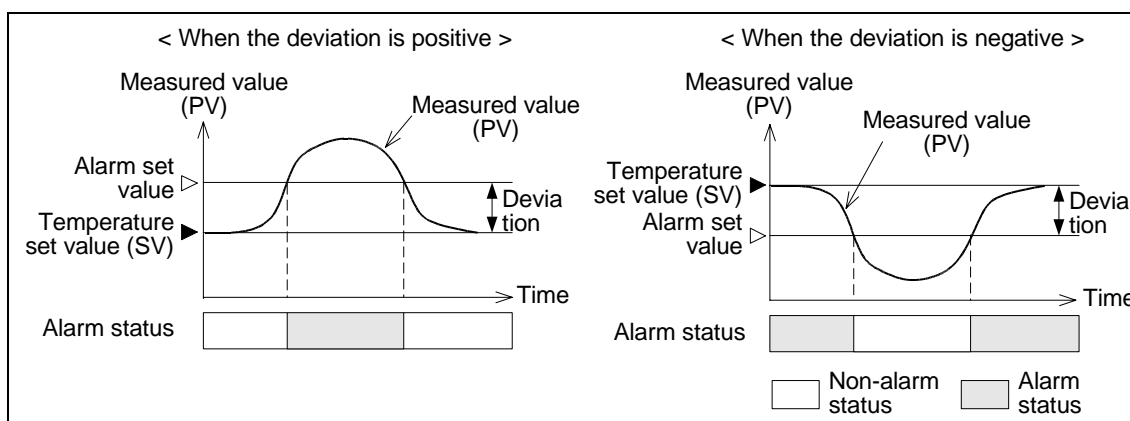 < When the deviation is positive >
Measured value
(PV)
Measured value
(PV)
Alarm set
value
Temperature
set value (SV)
Devia
tion
Time
Alarm status
< When the deviation is negative >
Measured value
(PV)
Measured value
(PV)
Temperature
set value (SV)
Alarm set
value
Devia
tion
Time
Alarm status
Non-alarm
status
Alarm
status